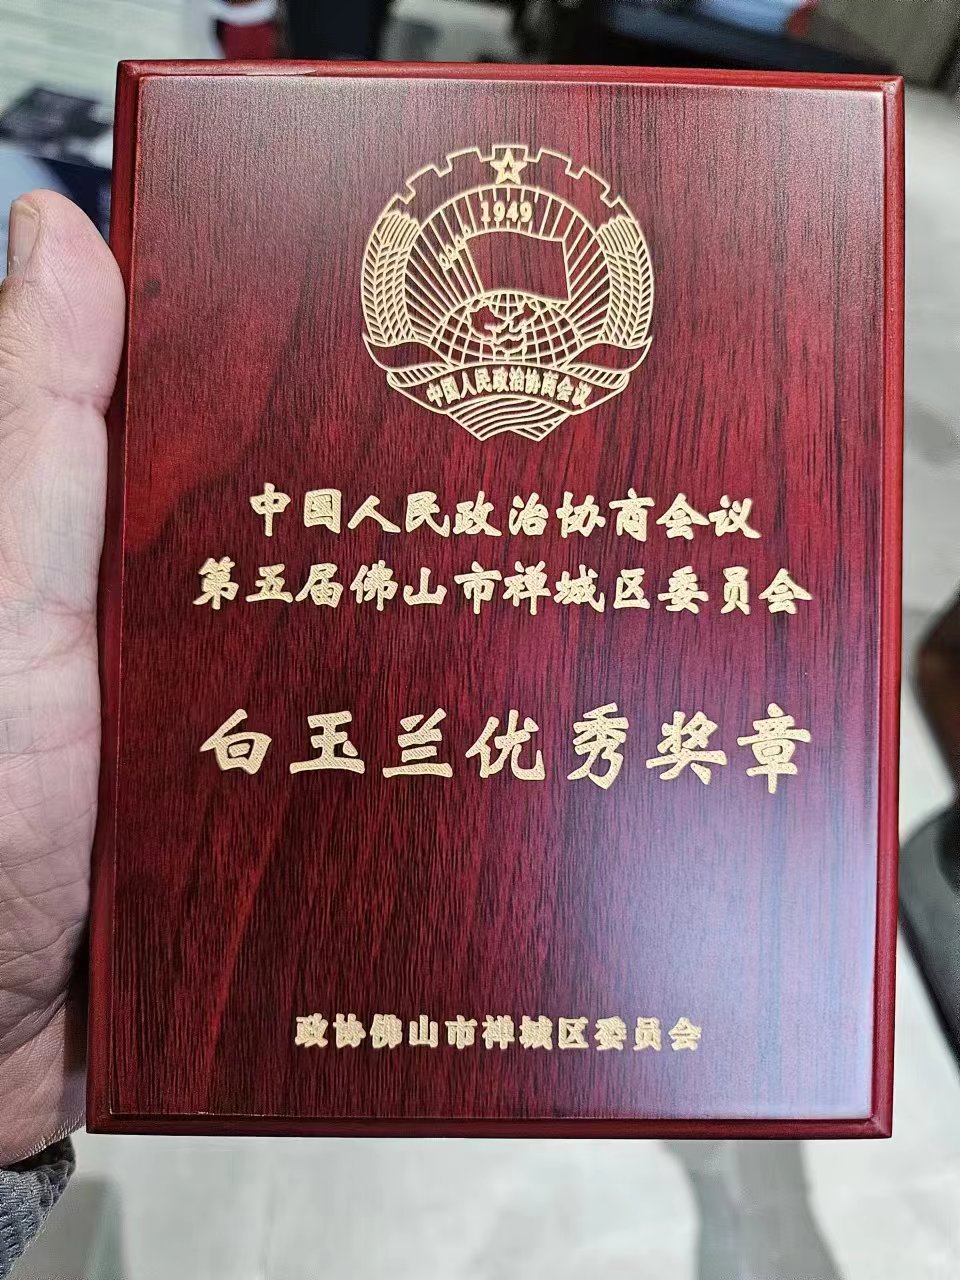 1949
中国人民政治协商会议
中国人民政治协商会议
第五届佛山市禅城区委员会
白玉兰优秀奖章
政协佛山市禅城区委员会